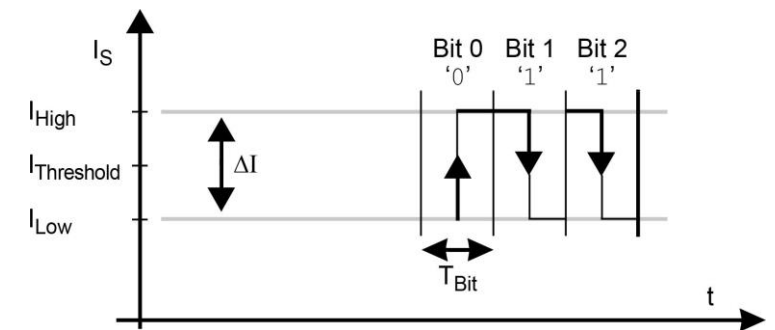 I_S
Bit 0 Bit 1 Bit 2
‘0’ ‘1’ ‘1’
I_High
I_Threshold
ΔI
I_Low
T_Bit
t